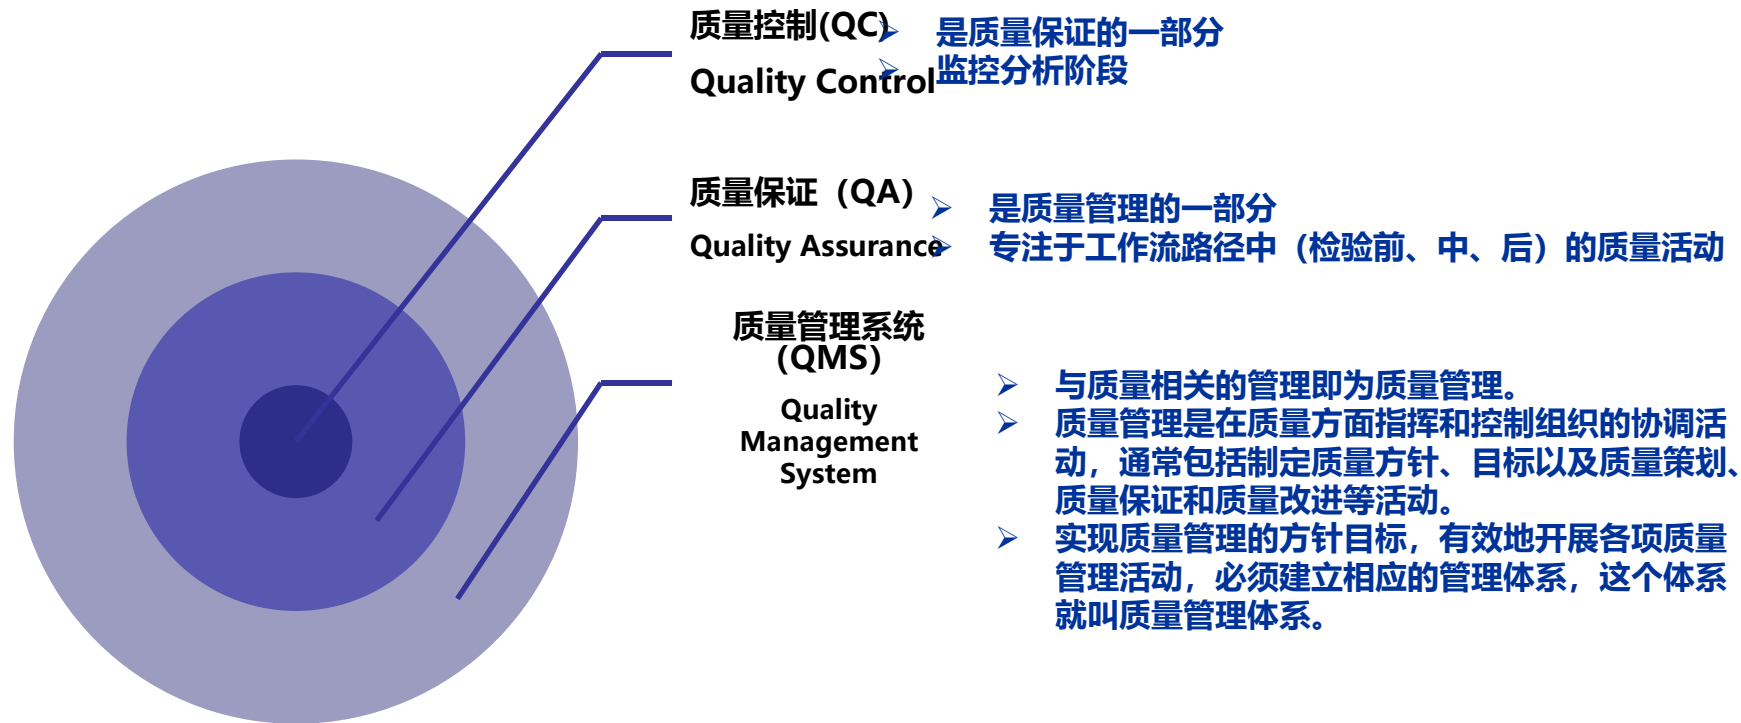 质量控制(QC)
Quality Control
➢ 是质量保证的一部分
➢ 监控分析阶段
质量保证（QA）
Quality Assurance
➢ 是质量管理的一部分
➢ 专注于工作流路径中（检验前、中、后）的质量活动
质量管理系统
（QMS）
Quality
Management
System
➢ 与质量相关的管理即为质量管理。
➢ 质量管理是在质量方面指挥和控制组织的协调活
动，通常包括制定质量方针、目标以及质量策划、
质量保证和质量改进等活动。
➢ 实现质量管理的方针目标，有效地开展各项质量
管理活动，必须建立相应的管理体系，这个体系
就叫质量管理体系。